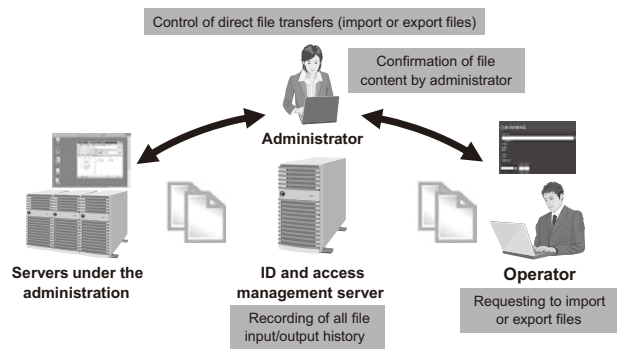 Control of direct file transfers (import or export files)
Confirmation of file
content by administrator
Administrator
Servers under the
administration
ID and access
management server
Recording of all file
input/output history
Operator
Requesting to import
or export files